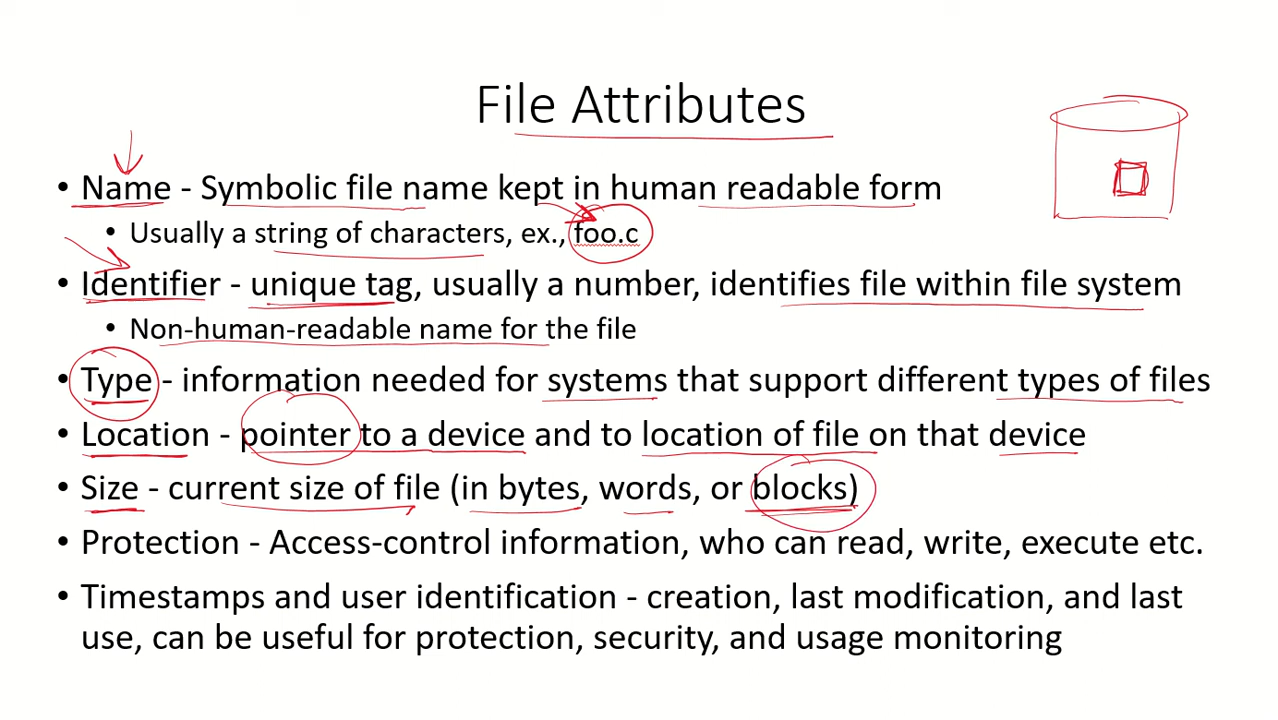 File Attributes
• Name - Symbolic file name kept in human readable form
• Usually a string of characters, ex., foo.c
• Identifier - unique tag, usually a number, identifies file within file system
• Non-human-readable name for the file
• Type - information needed for systems that support different types of files
• Location - pointer to a device and to location of file on that device
• Size - current size of file (in bytes, words, or blocks)
• Protection - Access-control information, who can read, write, execute etc.
• Timestamps and user identification - creation, last modification, and last
use, can be useful for protection, security, and usage monitoring